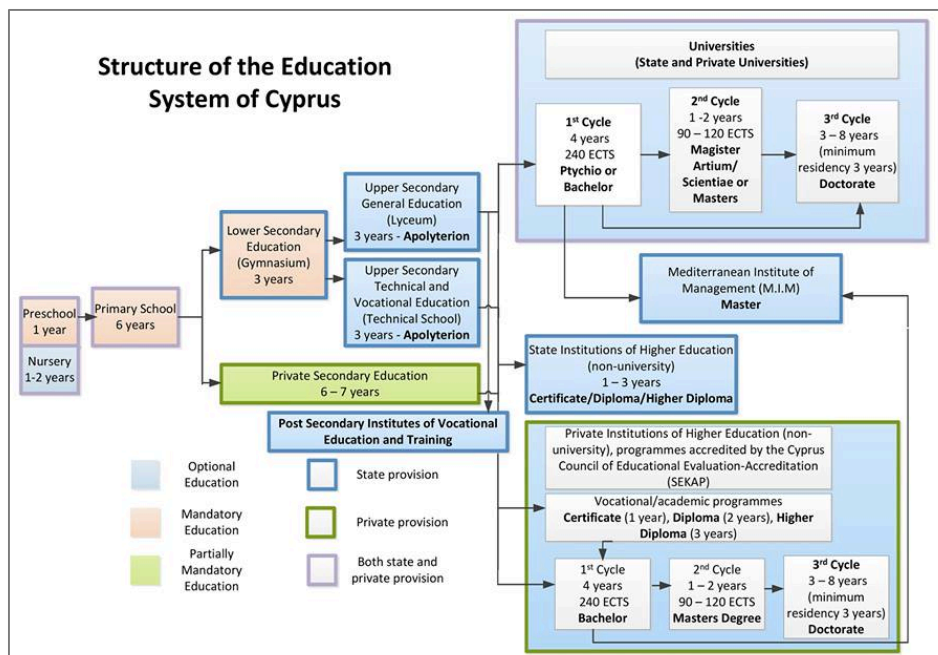 Structure of the Education
System of Cyprus
Preschool
1 year
Nursery
1-2 years
Primary School
6 years
Lower Secondary
Education
(Gymnasium)
3 years
Upper Secondary
General Education
(Lyceum)
3 years - Apolyterion
Upper Secondary
Technical and
Vocational Education
(Technical School)
3 years - Apolyterion
Private Secondary Education
6 – 7 years
Post Secondary Institutes of Vocational
Education and Training
Universities
(State and Private Universities)
1st Cycle
4 years
240 ECTS
Ptychio or
Bachelor
2nd Cycle
1 -2 years
90 – 120 ECTS
Magister
Artium/
Scientiae or
Masters
3rd Cycle
3 – 8 years
(minimum
residency 3 years)
Doctorate
Mediterranean Institute of
Management (M.I.M)
Master
State Institutions of Higher Education
(non-university)
1 – 3 years
Certificate/Diploma/Higher Diploma
Private Institutions of Higher Education (non-
university), programmes accredited by the Cyprus
Council of Educational Evaluation-Accreditation
(SEKAP)
Vocational/academic programmes
Certificate (1 year), Diploma (2 years), Higher
Diploma (3 years)
1st Cycle
4 years
240 ECTS
Bachelor
2nd Cycle
1 – 2 years
90 – 120 ECTS
Masters Degree
3rd Cycle
3 – 8 years
(minimum
residency 3 years)
Doctorate
Optional
Education
Mandatory
Education
Partially
Mandatory
Education
State provision
Private provision
Both state and
private provision